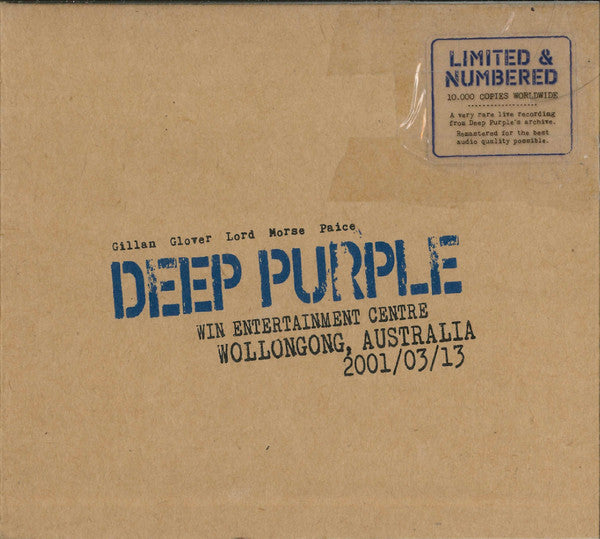 LIMITED &
NUMBERED
10.000 COPIES WORLDWIDE
A very rare live recording
from Deep Purple's archive.
Remastered for the best
audio quality possible.
Gillan Glover Lord Morse Paice
DEEP PURPLE
WIN ENTERTAINMENT CENTRE
WOLLONGONG, AUSTRALIA
2001/03/13